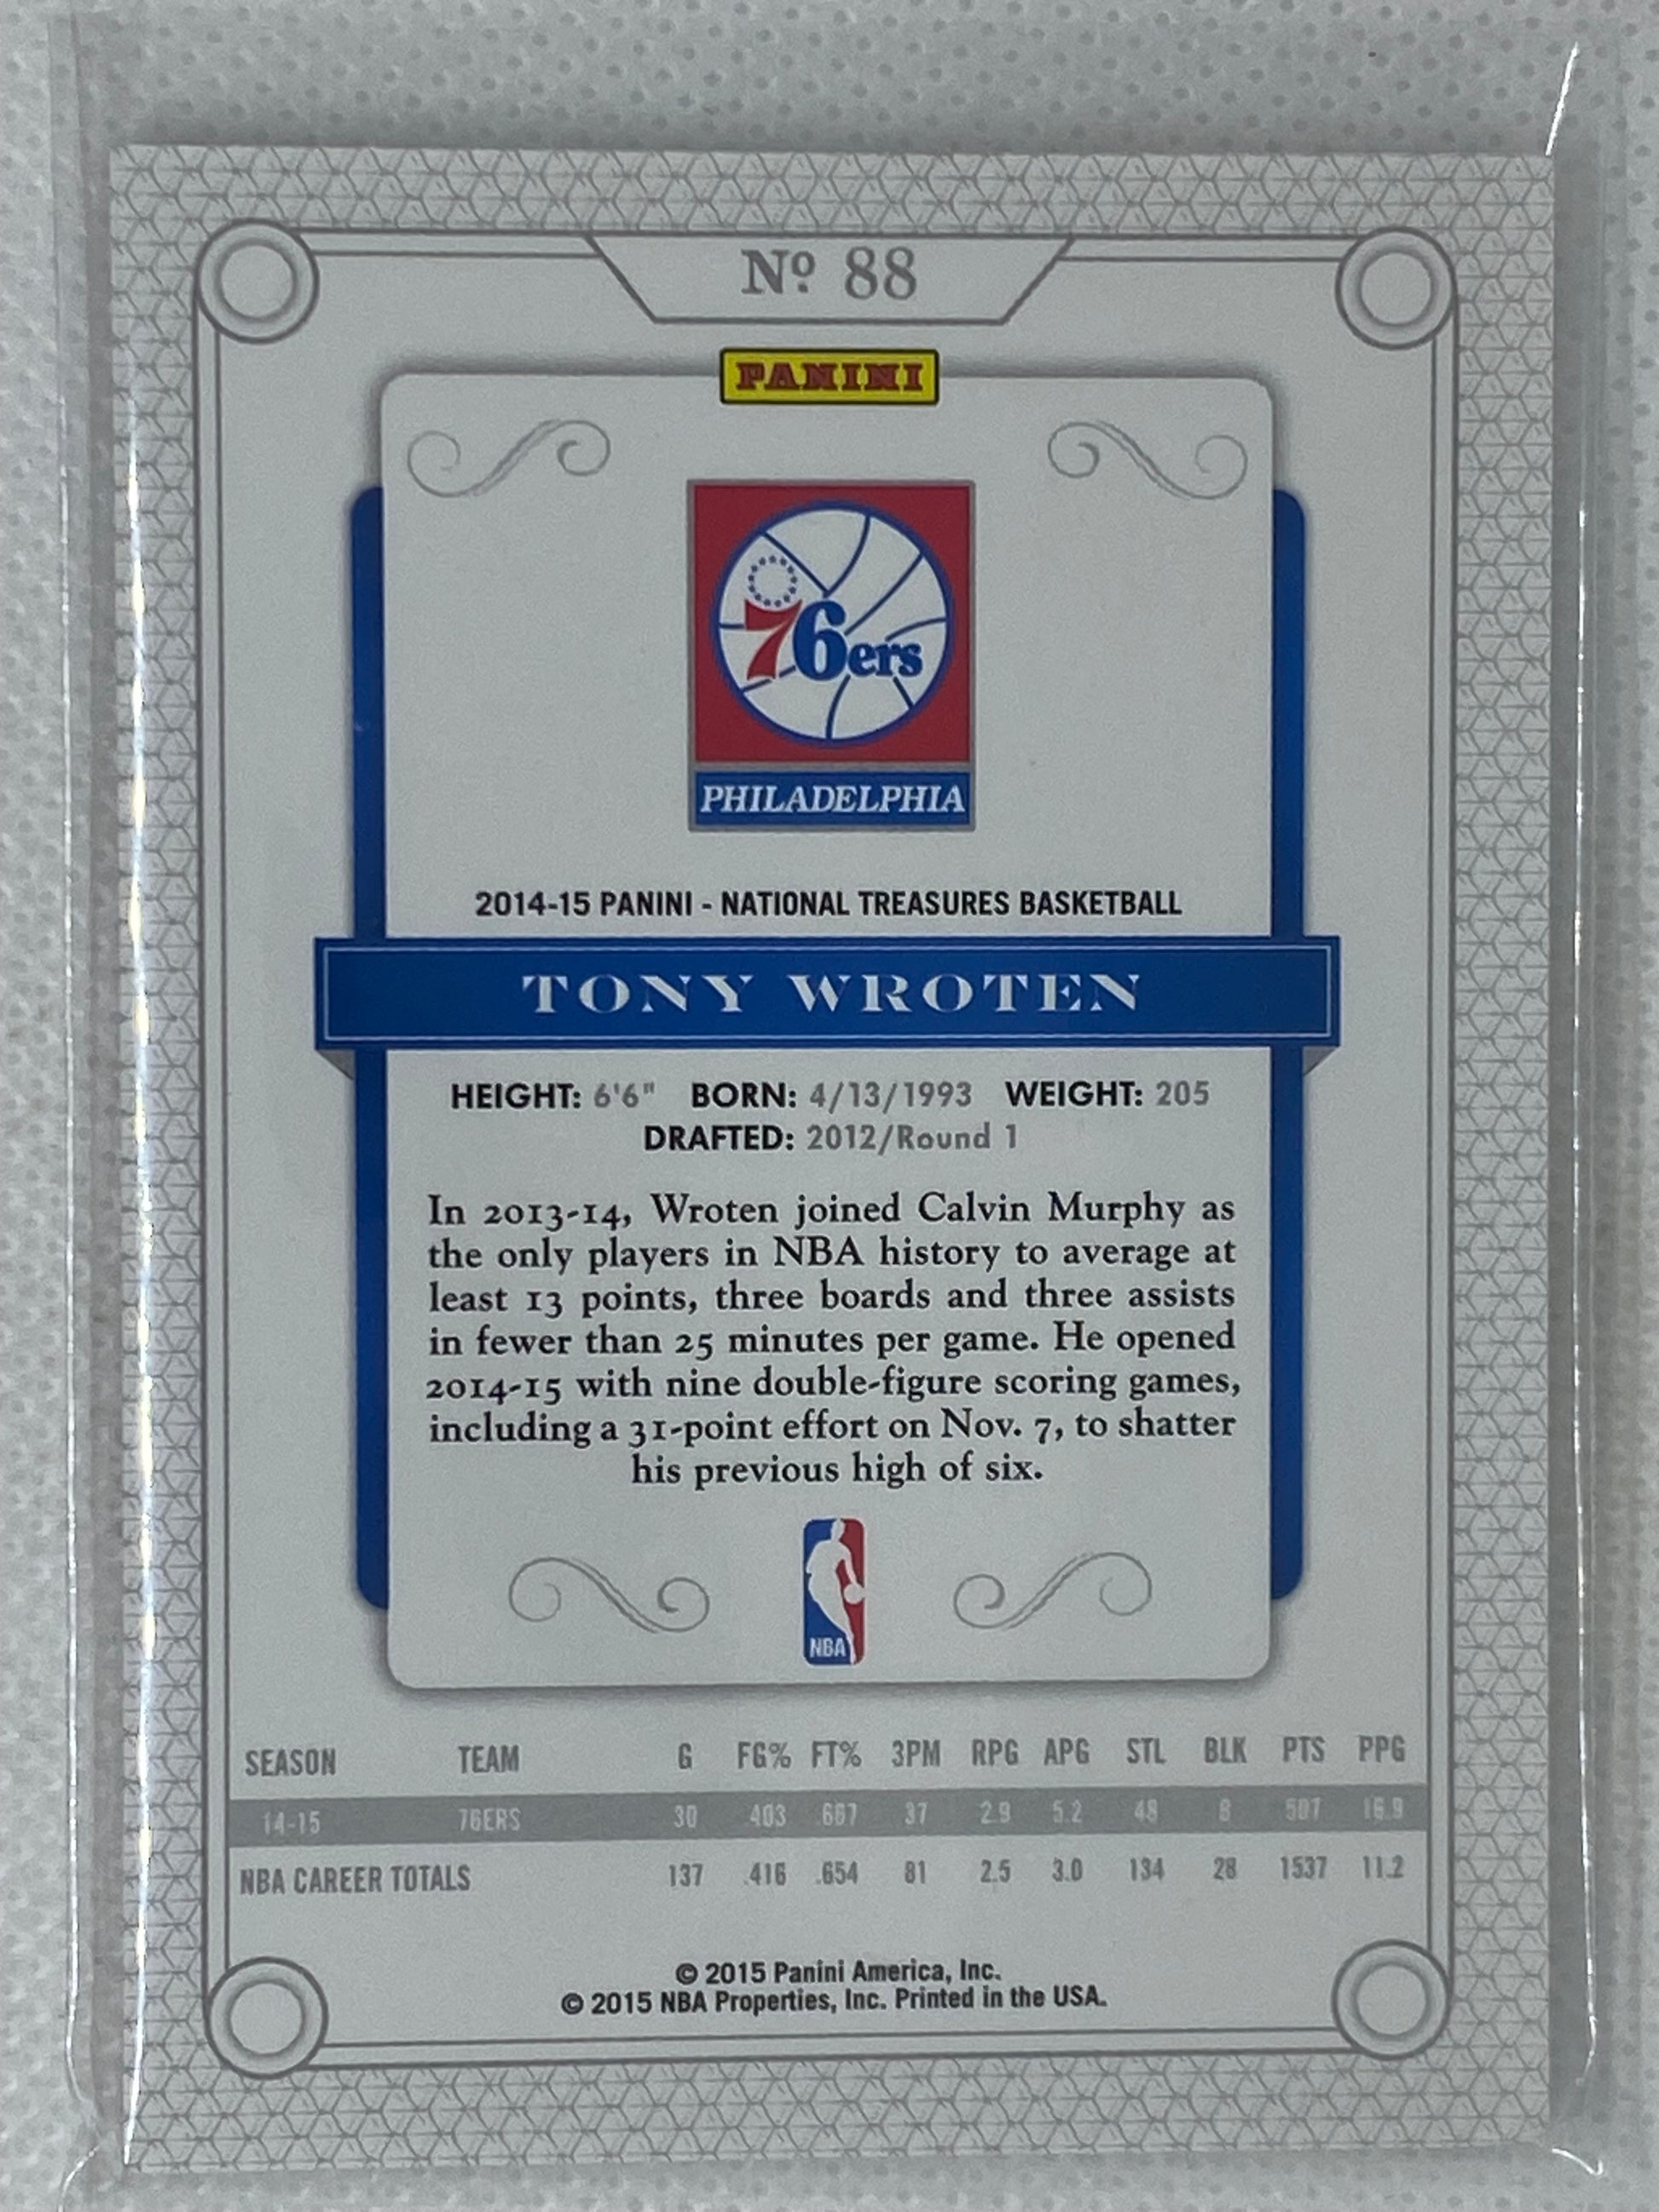 Nº 88
PANINI
76ers
PHILADELPHIA
2014-15 PANINI - NATIONAL TREASURES BASKETBALL
TONY WROTEN
HEIGHT: 6'6" BORN: 4/13/1993 WEIGHT: 205
DRAFTED: 2012/Round 1
In 2013-14, Wroten joined Calvin Murphy as
the only players in NBA history to average at
least 13 points, three boards and three assists
in fewer than 25 minutes per game. He opened
2014-15 with nine double-figure scoring games,
including a 31-point effort on Nov. 7, to shatter
his previous high of six.
NBA
SEASON TEAM G FG% FT% 3PM RPG APG STL BLK PTS PPG
14-15 76ERS 30 .403 .667 37 2.9 5.2 48 8 507 16.9
NBA CAREER TOTALS 137 .416 .654 81 2.5 3.0 134 28 1537 11.2
© 2015 Panini America, Inc.
© 2015 NBA Properties, Inc. Printed in the USA.